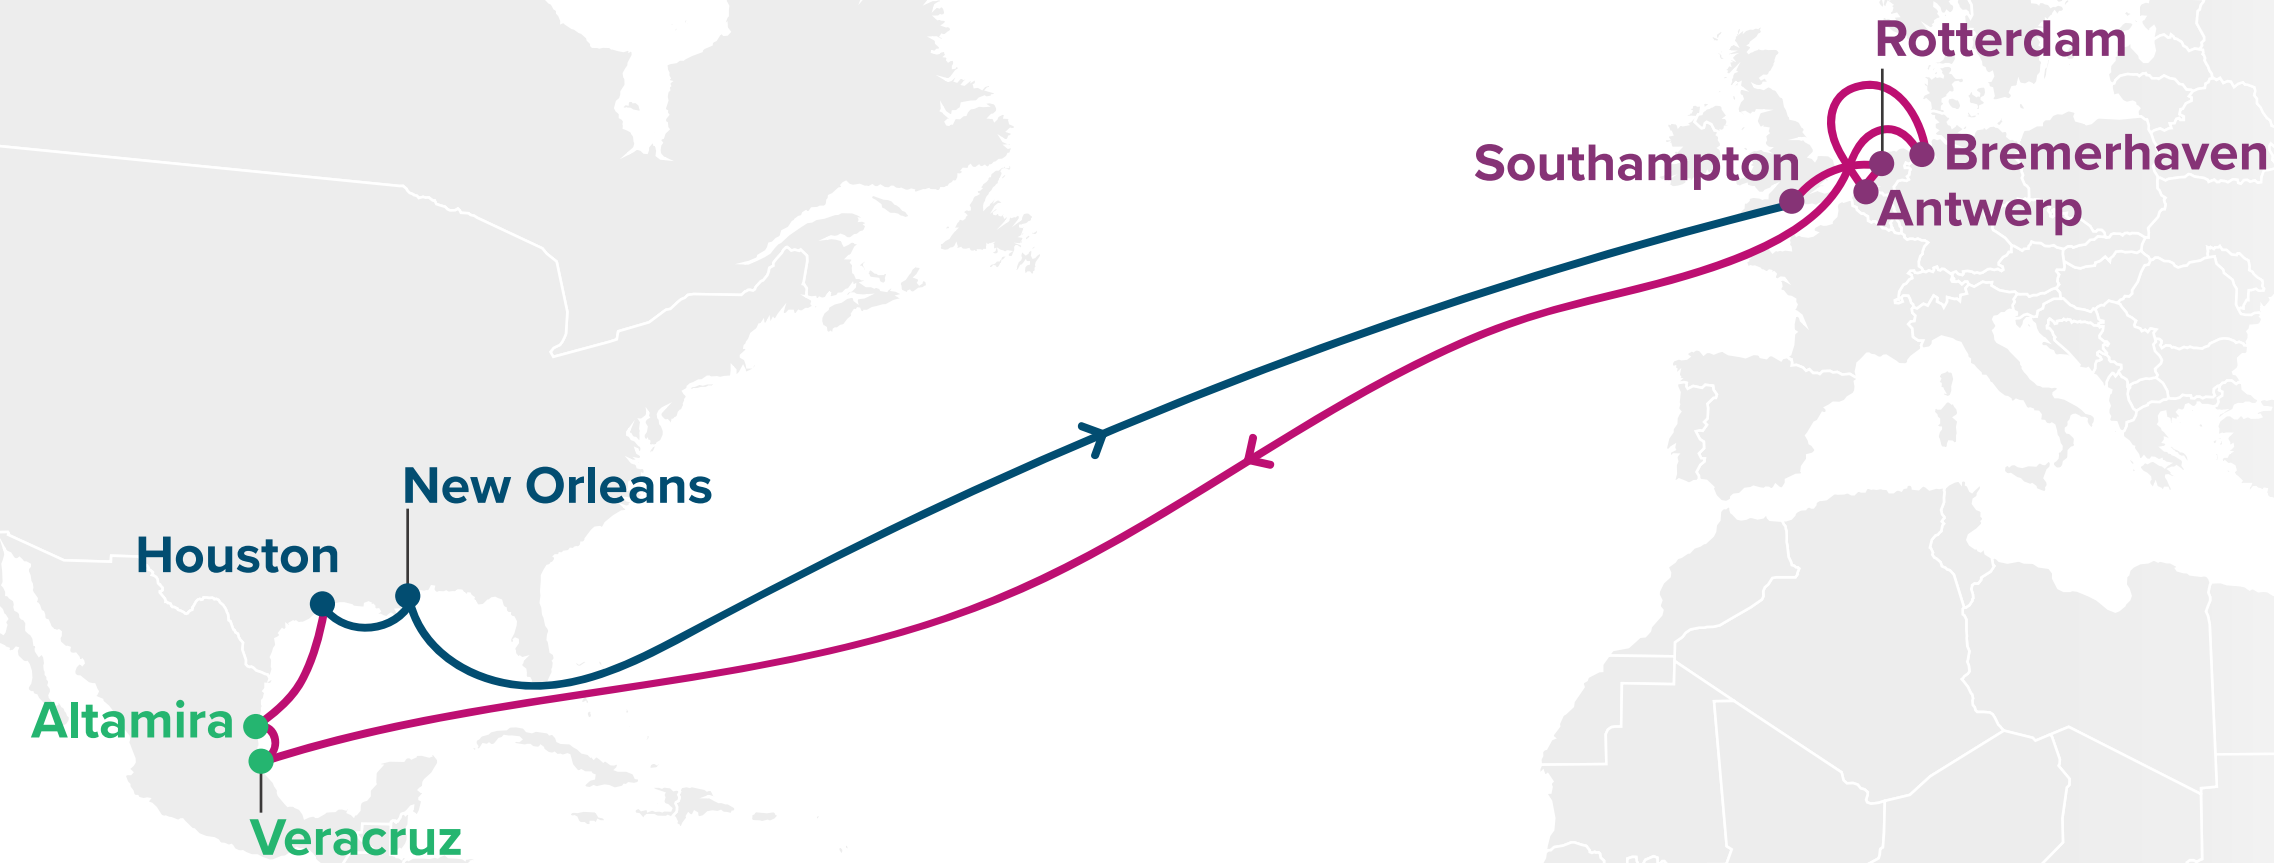 Rotterdam
Southampton
Bremerhaven
Antwerp
New Orleans
Houston
Altamira
Veracruz